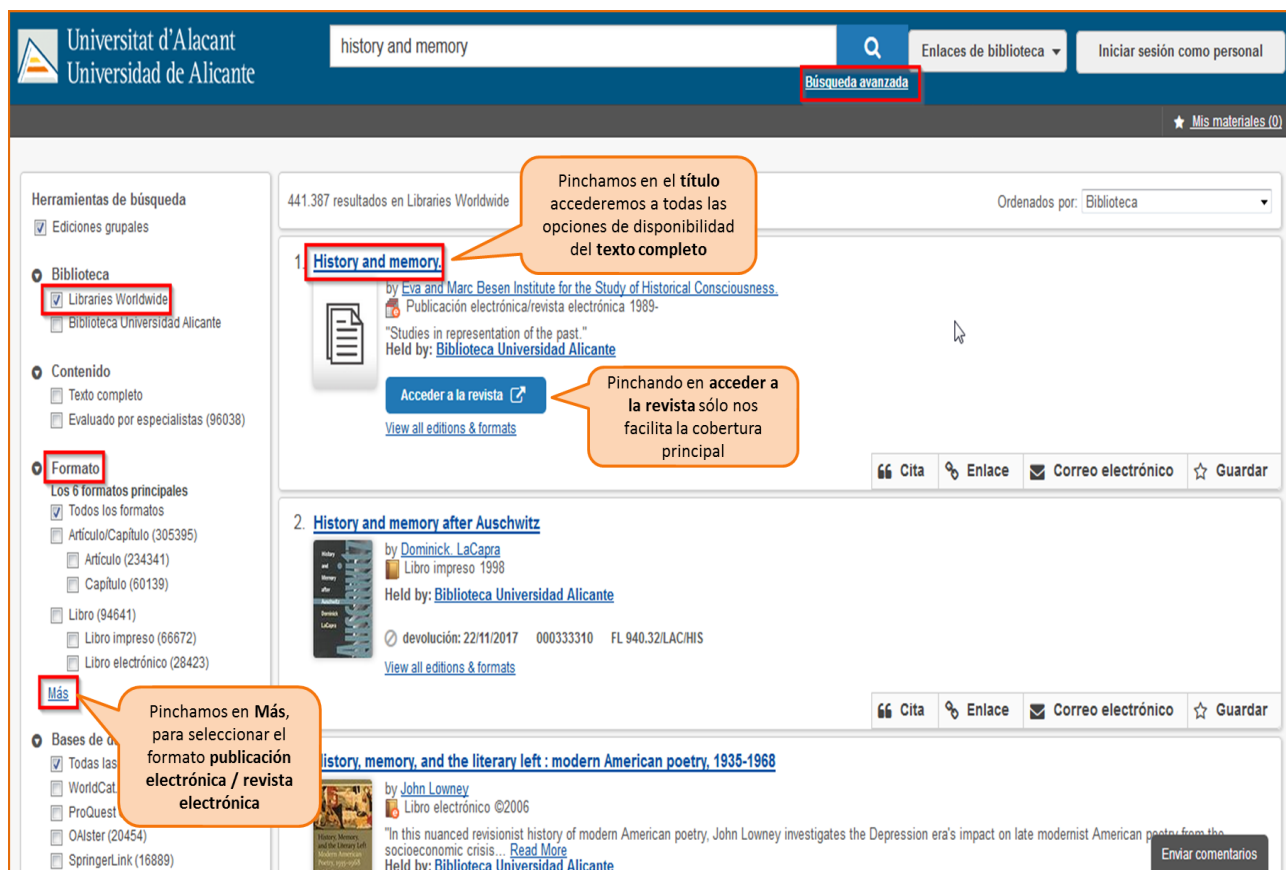 Universitat d'Alacant
Universidad de Alicante
history and memory
Enlaces de biblioteca
Iniciar sesión como personal
Búsqueda avanzada
Mis materiales (0)
Herramientas de búsqueda
Ediciones grupales
Biblioteca
Libraries Worldwide
Biblioteca Universidad Alicante
Contenido
Texto completo
Evaluado por especialistas (96038)
Formato
Los 6 formatos principales
Todos los formatos
Artículo/Capítulo (305395)
Artículo (234341)
Capítulo (60139)
Libro (94641)
Libro impreso (66672)
Libro electrónico (28423)
Más
Pinchamos en Más,
para seleccionar el
formato publicación
electrónica / revista
electrónica
Bases de
Todas las
WorldCat.
ProQuest
OAIster (20454)
SpringerLink (16889)
441.387 resultados en Libraries Worldwide
Ordenados por: Biblioteca
Pinchamos en el título
accederemos a todas las
opciones de disponibilidad
del texto completo
1. History and memory.
by Eva and Marc Besen Institute for the Study of Historical Consciousness.
Publicación electrónica/revista electrónica 1989-
"Studies in representation of the past."
Held by: Biblioteca Universidad Alicante
Acceder a la revista
View all editions & formats
Pinchando en acceder a
la revista sólo nos
facilita la cobertura
principal
Cita Enlace Correo electrónico Guardar
2. History and memory after Auschwitz
by Dominick. LaCapra
Libro impreso 1998
Held by: Biblioteca Universidad Alicante
devolución: 22/11/2017 000333310 FL 940.32/LAC/HIS
View all editions & formats
Cita Enlace Correo electrónico Guardar
History, memory, and the literary left : modern American poetry, 1935-1968
by John Lowney
Libro electrónico ©2006
"In this nuanced revisionist history of modern American poetry, John Lowney investigates the Depression era's impact on late modernist American poetry from the
socioeconomic crisis... Read More
Held by: Biblioteca Universidad Alicante
Enviar comentarios